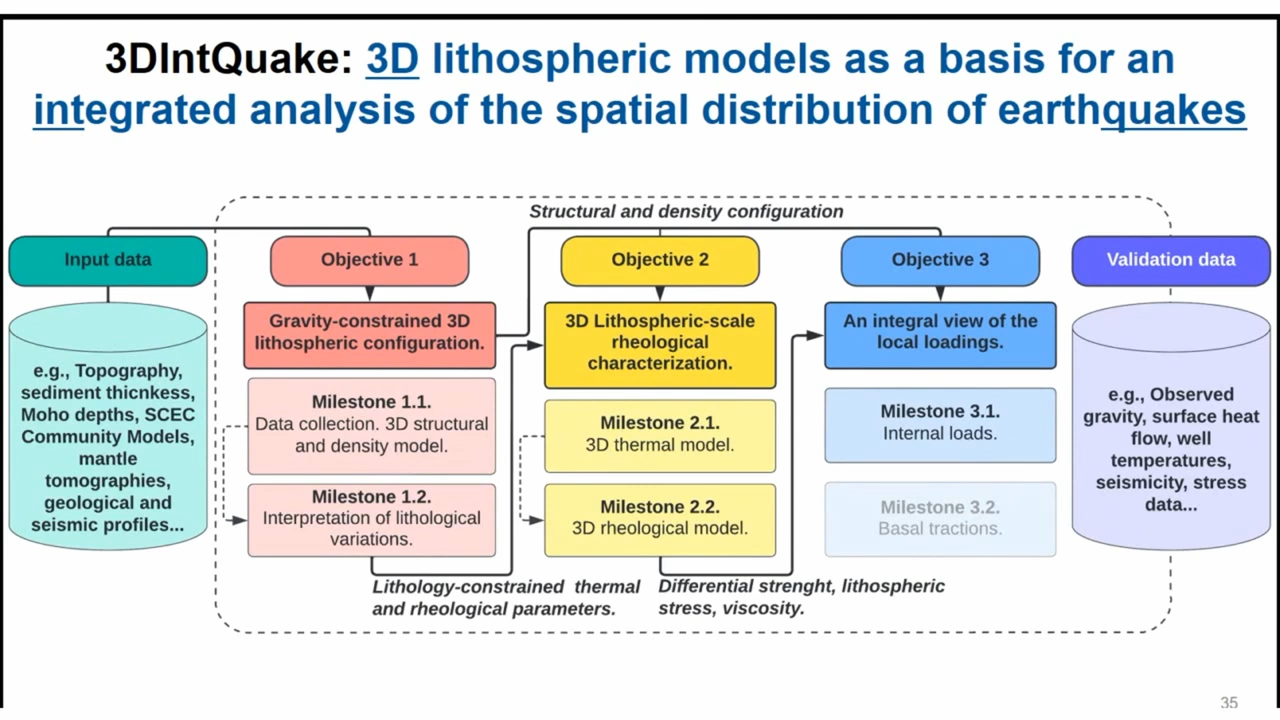 3DIntQuake: 3D lithospheric models as a basis for an
integrated analysis of the spatial distribution of earthquakes
Structural and density configuration
Input data
e.g., Topography,
sediment thicnkess,
Moho depths, SCEC
Community Models,
mantle
tomographies,
geological and
seismic profiles...
Objective 1
Gravity-constrained 3D
lithospheric configuration.
Milestone 1.1.
Data collection. 3D structural
and density model.
Milestone 1.2.
Interpretation of lithological
variations.
Lithology-constrained thermal
and rheological parameters.
Objective 2
3D Lithospheric-scale
rheological
characterization.
Milestone 2.1.
3D thermal model.
Milestone 2.2.
3D rheological model.
Differential strenght, lithospheric
stress, viscosity.
Objective 3
An integral view of the
local loadings.
Milestone 3.1.
Internal loads.
Milestone 3.2.
Basal tractions.
Validation data
e.g., Observed
gravity, surface heat
flow, well
temperatures,
seismicity, stress
data...
35